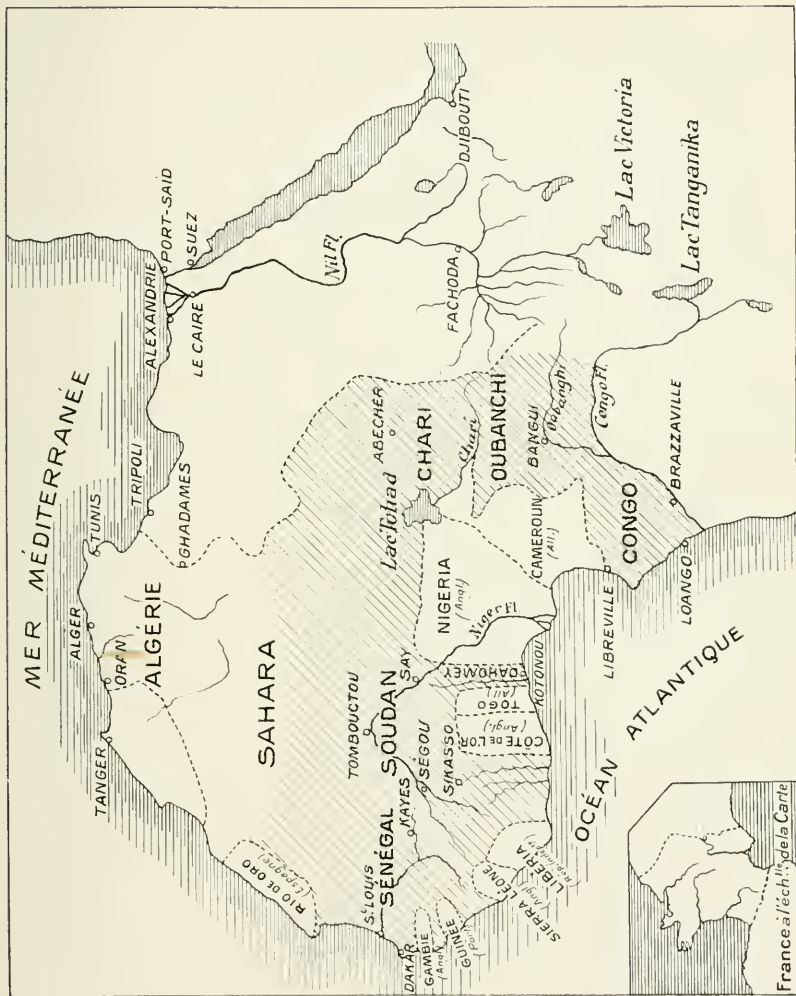 MER MÉDITERRANÉE
TANGER
ORAN
ALGER
TUNIS
TRIPOLI
ALEXANDRIE
PORT-SAID
SUEZ
LE CAIRE
ALGÉRIE
GHADAMES
RIO DE ORO
(Espagne)
SAHARA
Nil Fl.
St. LOUIS
SÉNÉGAL
SOUDAN
TOMBOUCTOU
KAYES
SÉGOU
SIKASSO
SAY
Niger Fl.
Lac Tchad
ABECHER
CHARI
Chari
FACHODA
DJIBOUTI
DAKAR
GAMBIE
(Angl.)
GUINÉE
(Port.)
SIERRA LEONE
(Angl.)
LIBERIA
CÔTE DE L'OR
(Angl.)
TOGO
(All.)
DAHOMEY
KOTONOU
NIGERIA
(Angl.)
CAMEROUN
(All.)
OUBANCHI
BANGUI
Oubanghi
Congo Fl.
Lac Victoria
Lac Tanganika
LIBREVILLE
CONGO
LOANGO
BRAZZAVILLE
OCÉAN ATLANTIQUE
France à l'éch.lle de la Carte